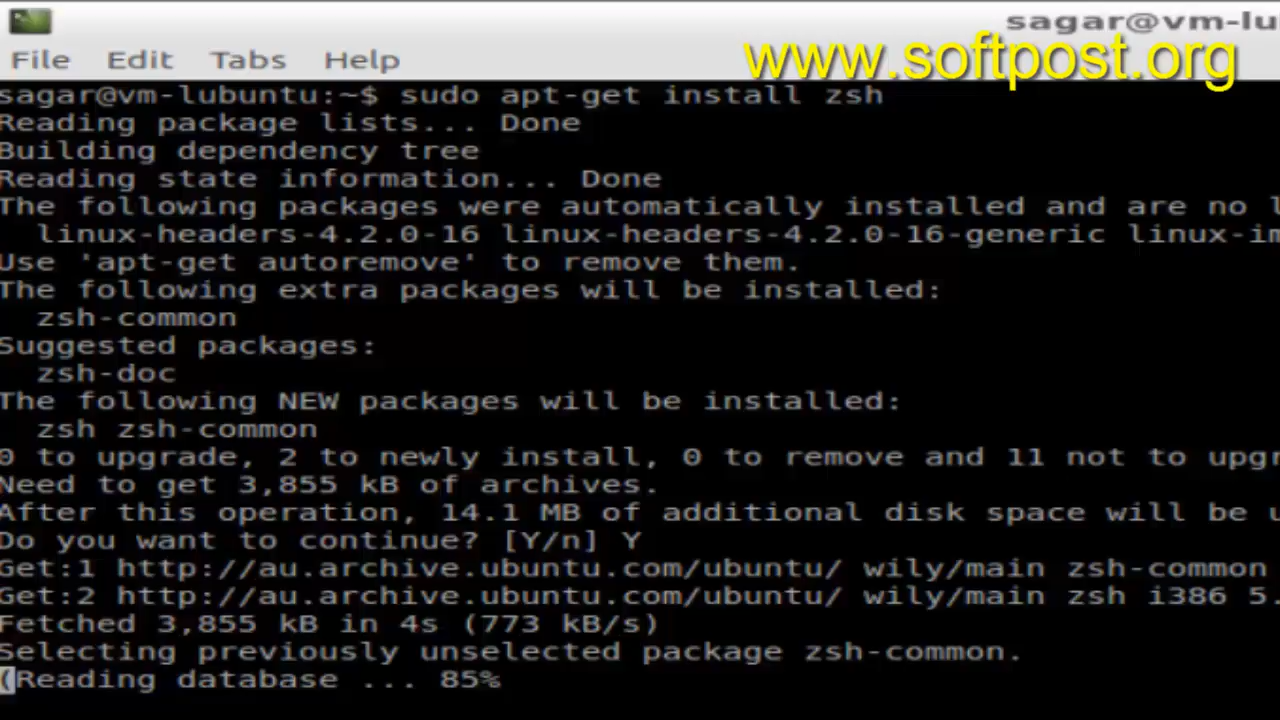 sagar@vm-lu
www.softpost.org
File Edit Tabs Help
sagar@vm-lubuntu:~$ sudo apt-get install zsh
Reading package lists... Done
Building dependency tree
Reading state information... Done
The following packages were automatically installed and are no l
linux-headers-4.2.0-16 linux-headers-4.2.0-16-generic linux-im
Use 'apt-get autoremove' to remove them.
The following extra packages will be installed:
zsh-common
Suggested packages:
zsh-doc
The following NEW packages will be installed:
zsh zsh-common
0 to upgrade, 2 to newly install, 0 to remove and 11 not to upgr
Need to get 3,855 kB of archives.
After this operation, 14.1 MB of additional disk space will be u
Do you want to continue? [Y/n] Y
Get:1 http://au.archive.ubuntu.com/ubuntu/ wily/main zsh-common
Get:2 http://au.archive.ubuntu.com/ubuntu/ wily/main zsh i386 5.
Fetched 3,855 kB in 4s (773 kB/s)
Selecting previously unselected package zsh-common.
(Reading database ... 85%